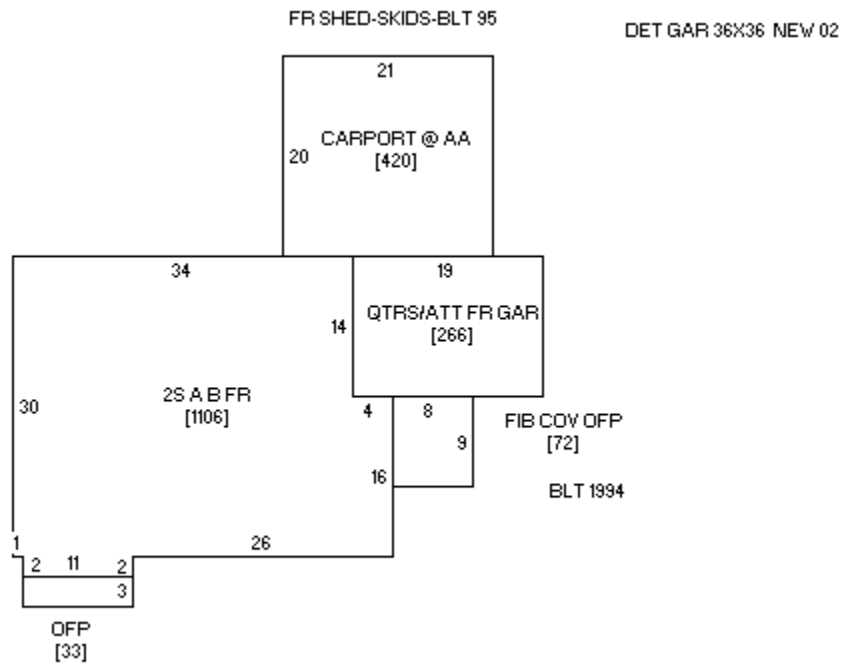 FR SHED-SKIDS-BLT 95
DET GAR 36X36 NEW 02
21
CARPORT @ AA
20
[420]
34
19
14
QTRS/ATT FR GAR
[266]
30
2S A B FR
[1106]
4
8
FIB COV OFP
9
[72]
16
BLT 1994
1
26
2
11
2
3
OFP
[33]